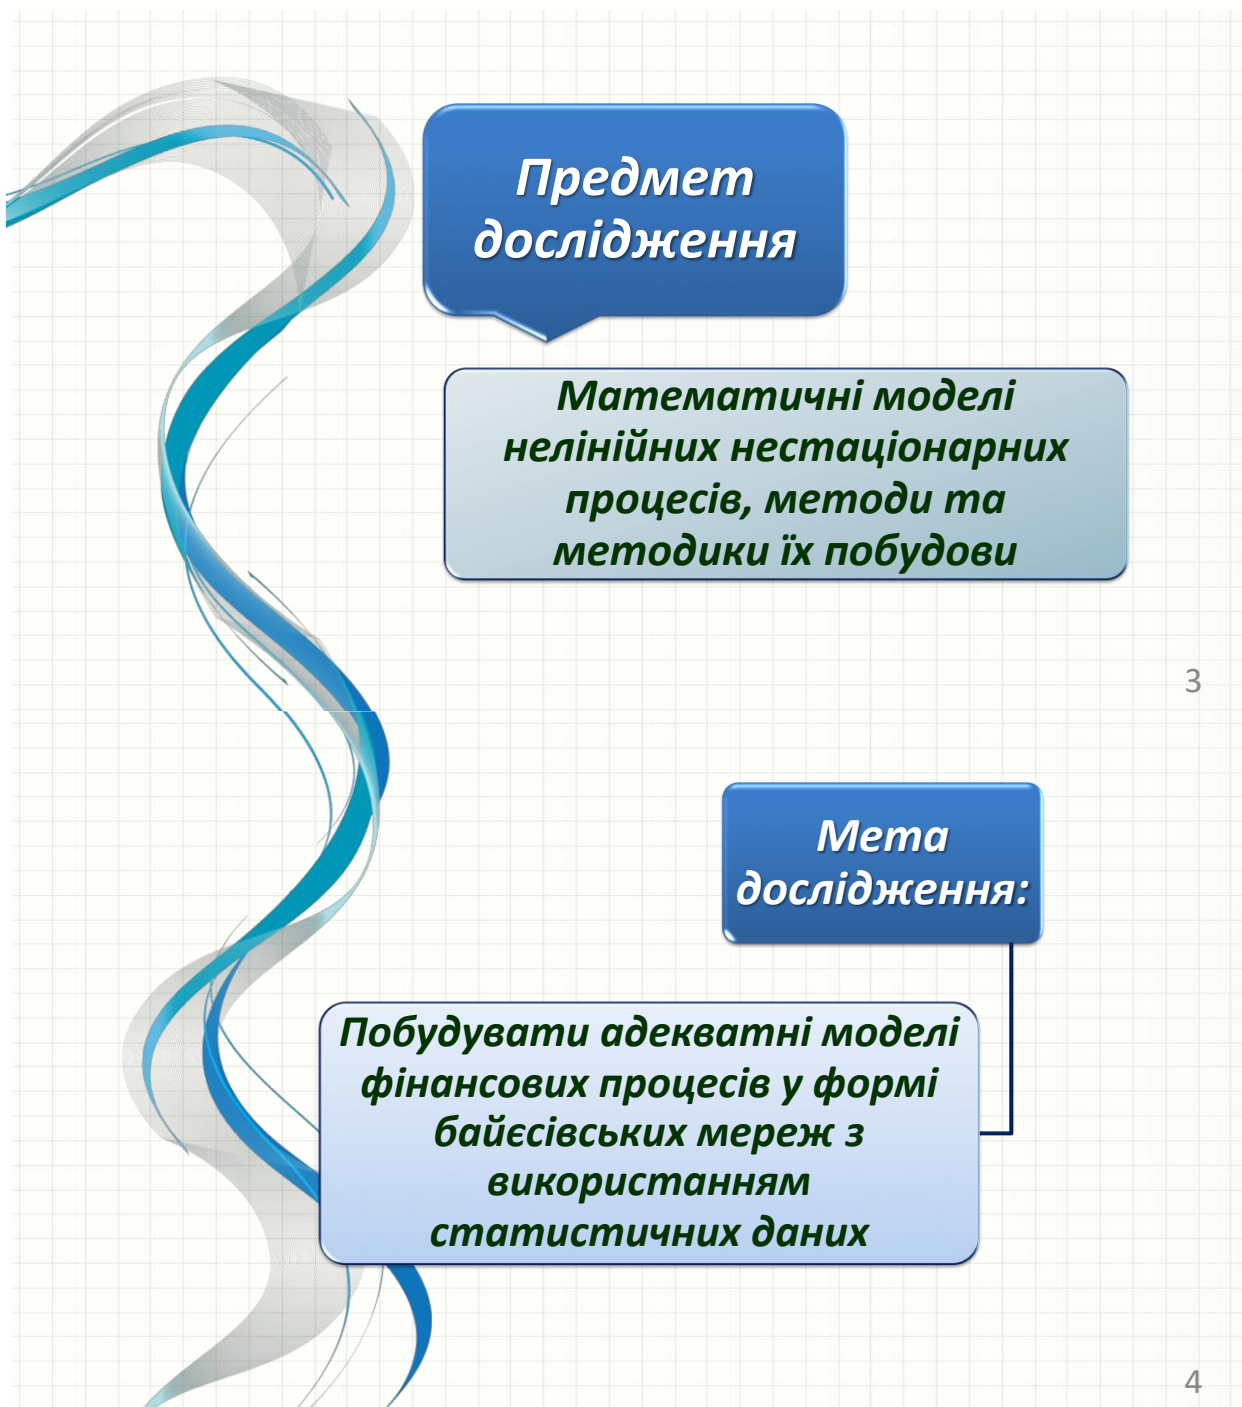 Предмет
дослідження
Математичні моделі
нелінійних нестаціонарних
процесів, методи та
методики їх побудови
3
Мета
дослідження:
Побудувати адекватні моделі
фінансових процесів у формі
байєсівських мереж з
використанням
статистичних даних
4